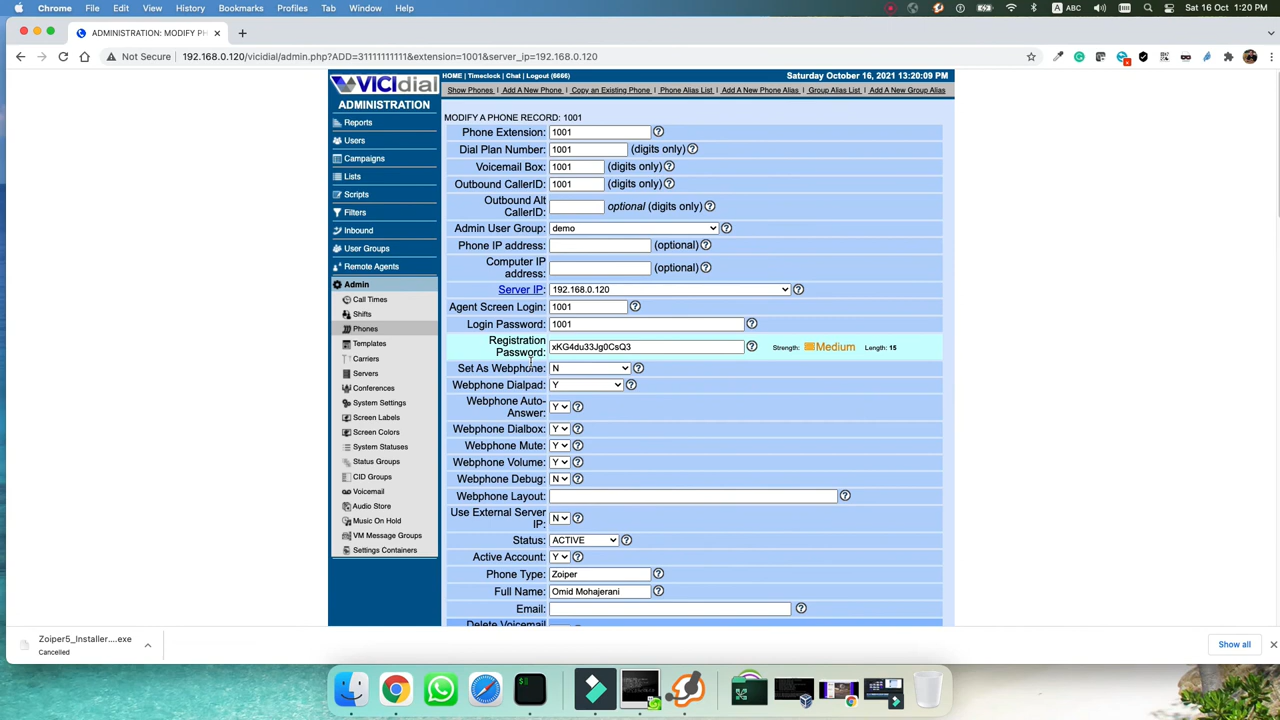 Chrome File Edit View History Bookmarks Profiles Tab Window Help Sat 16 Oct 1:20 PM
ADMINISTRATION: MODIFY PH
Not Secure 192.168.0.120/vicidial/admin.php?ADD=31111111111&extension=1001&server_ip=192.168.0.120
VICIdial
HOME | Timeclock | Chat | Logout (6666) Saturday October 16, 2021 13:20:09 PM
Show Phones | Add A New Phone | Copy an Existing Phone | Phone Alias List | Add A New Phone Alias | Group Alias List | Add A New Group Alias
ADMINISTRATION
Reports
Users
Campaigns
Lists
Scripts
Filters
Inbound
User Groups
Remote Agents
Admin
Call Times
Shifts
Phones
Templates
Carriers
Servers
Conferences
System Settings
Screen Labels
Screen Colors
System Statuses
Status Groups
CID Groups
Voicemail
Audio Store
Music On Hold
VM Message Groups
Settings Containers
MODIFY A PHONE RECORD: 1001
Phone Extension: 1001
Dial Plan Number: 1001 (digits only)
Voicemail Box: 1001 (digits only)
Outbound CallerID: 1001 (digits only)
Outbound Alt
CallerID: optional (digits only)
Admin User Group: demo
Phone IP address: (optional)
Computer IP
address: (optional)
Server IP: 192.168.0.120
Agent Screen Login: 1001
Login Password: 1001
Registration
Password: xKG4du33Jg0CsQ3 Strength: Medium Length: 15
Set As Webphone: N
Webphone Dialpad: Y
Webphone Auto-
Answer: Y
Webphone Dialbox: Y
Webphone Mute: Y
Webphone Volume: Y
Webphone Debug: N
Webphone Layout:
Use External Server
IP: N
Status: ACTIVE
Active Account: Y
Phone Type: Zoiper
Full Name: Omid Mohajerani
Email:
Delete Voicemail
Zoiper5_Installer....exe
Cancelled
Show all